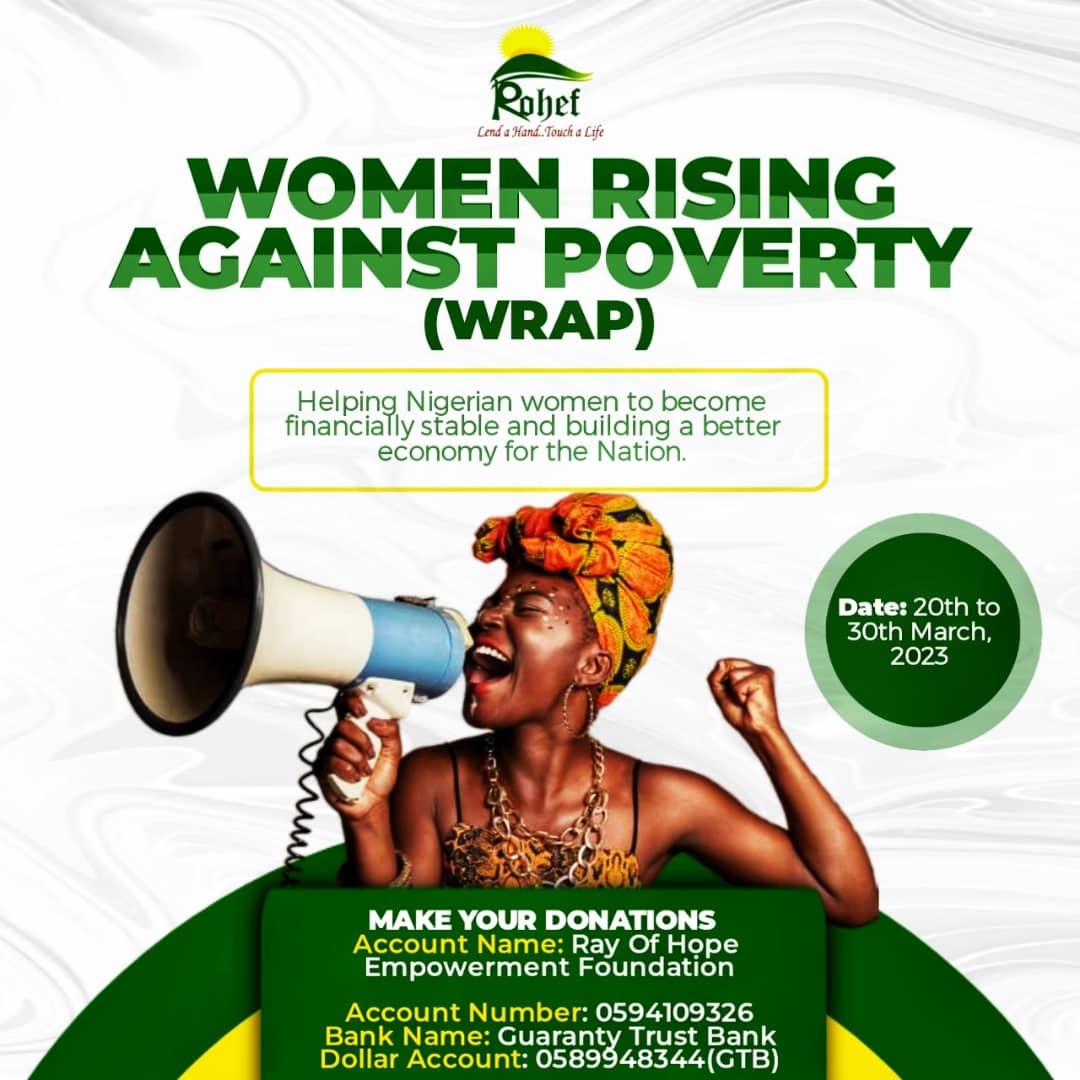 Rohef
Lend a Hand..Touch a Life
WOMEN RISING
AGAINST POVERTY
(WRAP)
Helping Nigerian women to become
financially stable and building a better
economy for the Nation.
Date: 20th to
30th March,
2023
MAKE YOUR DONATIONS
Account Name: Ray Of Hope
Empowerment Foundation
Account Number: 0594109326
Bank Name: Guaranty Trust Bank
Dollar Account: 0589948344(GTB)